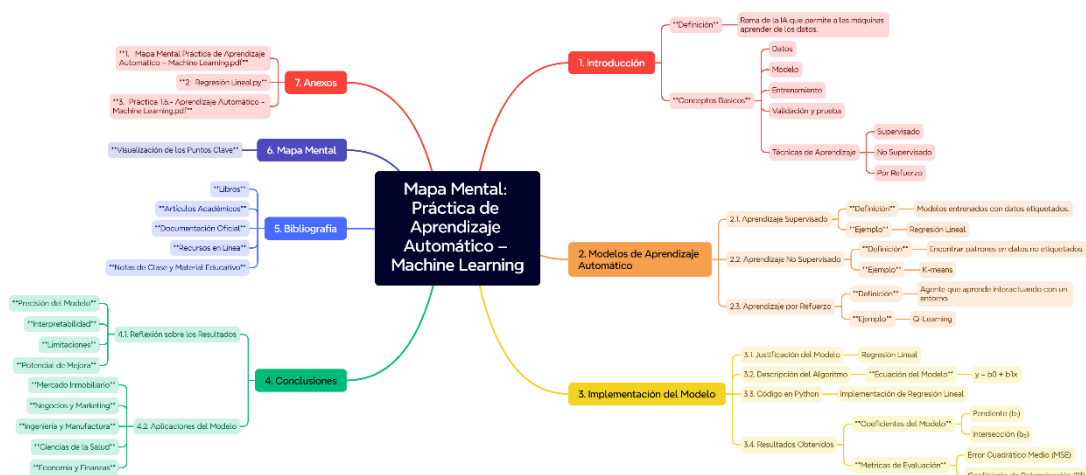 Mapa Mental:
Práctica de
Aprendizaje
Automático –
Machine Learning
1. Introducción
**Definición**
Rama de la IA que permite a las máquinas
aprender de los datos.
**Conceptos Básicos**
Datos
Modelo
Entrenamiento
Validación y prueba
Técnicas de Aprendizaje
Supervisado
No Supervisado
Por Refuerzo
2. Modelos de Aprendizaje
Automático
2.1. Aprendizaje Supervisado
**Definición**
Modelos entrenados con datos etiquetados.
**Ejemplo**
Regresión Lineal
2.2. Aprendizaje No Supervisado
**Definición**
Encontrar patrones en datos no etiquetados.
**Ejemplo**
K-means
2.3. Aprendizaje por Refuerzo
**Definición**
Agente que aprende interactuando con un
entorno.
**Ejemplo**
Q-Learning
3. Implementación del Modelo
3.1. Justificación del Modelo
Regresión Lineal
3.2. Descripción del Algoritmo
**Ecuación del Modelo**
y = b0 + b1x
3.3. Código en Python
Implementación de Regresión Lineal
3.4. Resultados Obtenidos
**Coeficientes del Modelo**
Pendiente (b₁)
Intersección
**Métricas de Evaluación**
Error Cuadrático Medio (MSE)
4. Conclusiones
4.1. Reflexión sobre los Resultados
**Precisión del Modelo**
**Interpretabilidad**
**Limitaciones**
**Potencial de Mejora**
4.2. Aplicaciones del Modelo
**Mercado Inmobiliario**
**Negocios y Marketing**
**Ingeniería y Manufactura**
**Ciencias de la Salud**
**Economía y Finanzas**
5. Bibliografía
**Libros**
**Artículos Académicos**
**Documentación Oficial**
**Recursos en Línea**
**Notas de Clase y Material Educativo**
6. Mapa Mental
**Visualización de los Puntos Clave**
7. Anexos
**1. Mapa Mental Práctica de Aprendizaje
Automático – Machine Learning.pdf**
**2. Regresión Lineal.py**
**3. Práctica 1.6.- Aprendizaje Automático -
Machine Learning.pdf**